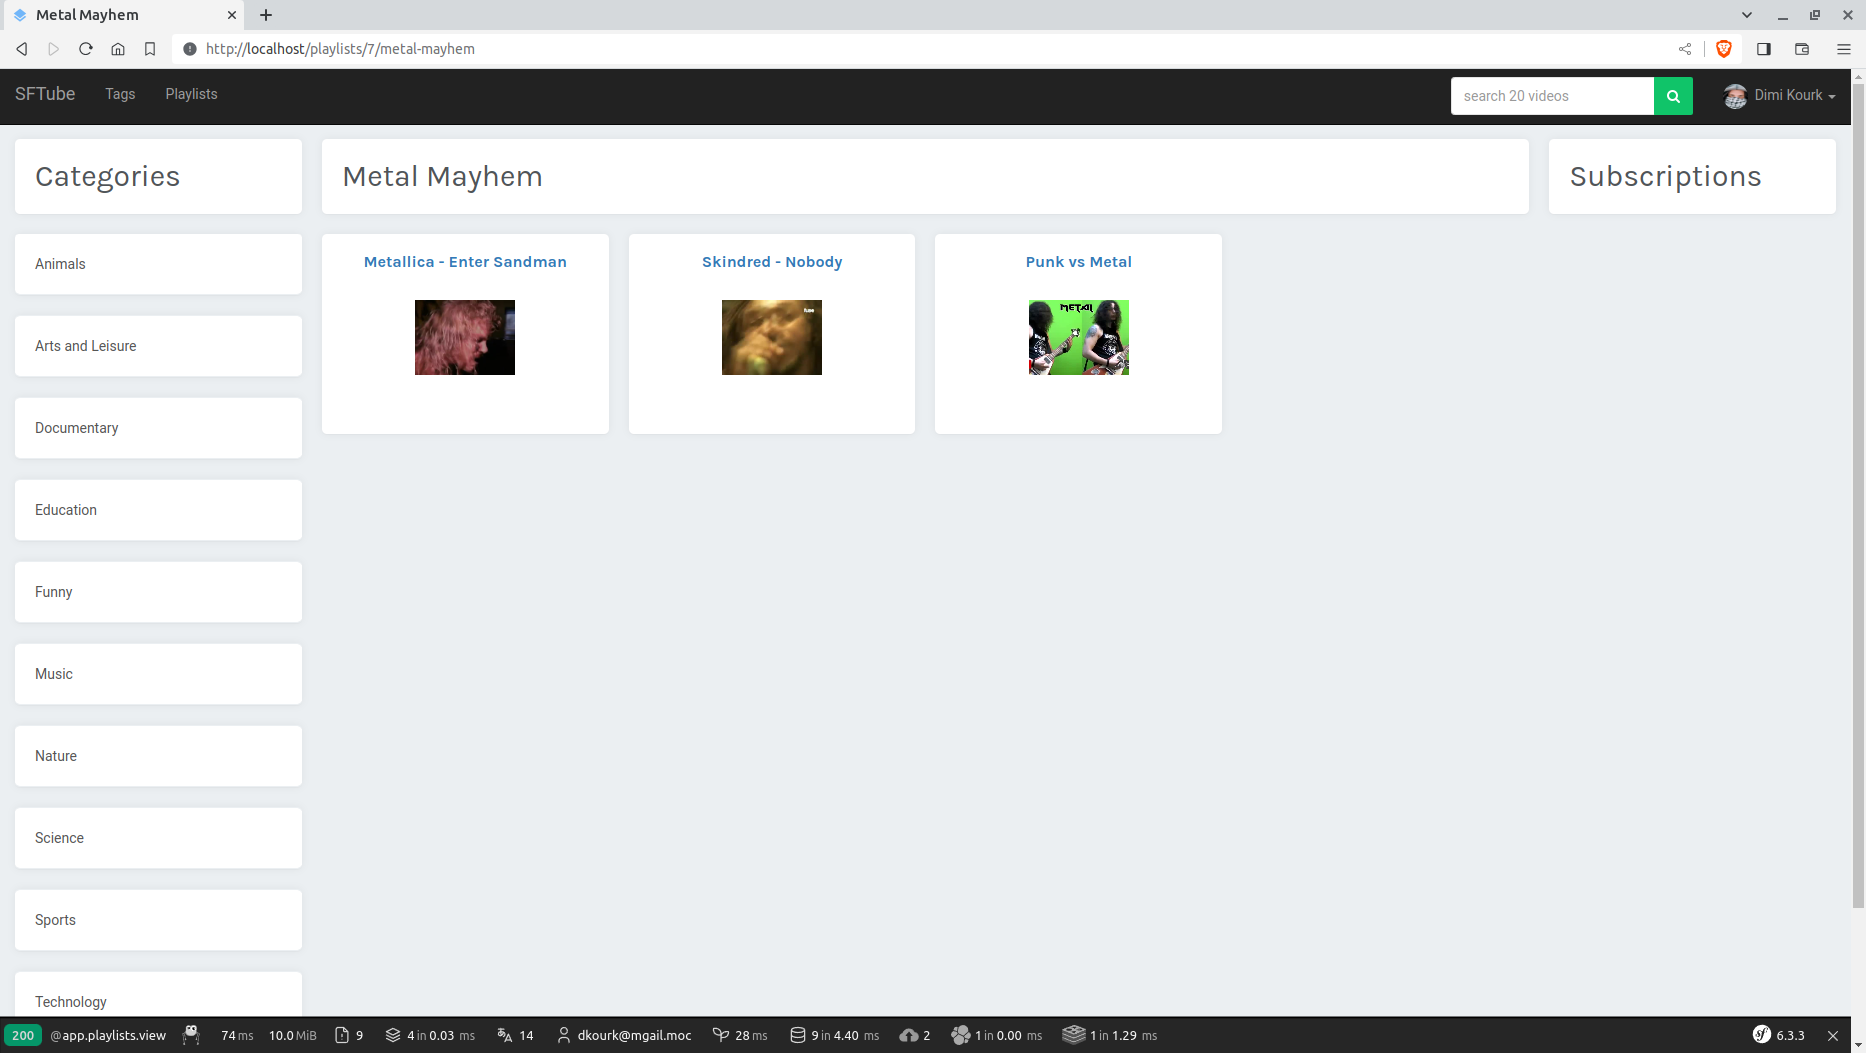 Metal Mayhem
http://localhost/playlists/7/metal-mayhem
SFTube Tags Playlists search 20 videos Dimi Kourk
Categories
Animals
Arts and Leisure
Documentary
Education
Funny
Music
Nature
Science
Sports
Technology
Metal Mayhem
Metallica - Enter Sandman
Skindred - Nobody
fuse
Punk vs Metal
METAL
Subscriptions
200 @app.playlists.view 74 ms 10.0 MiB 9 4 in 0.03 ms 14 dkourk@mgail.moc 28 ms 9 in 4.40 ms 2 1 in 0.00 ms 1 in 1.29 ms sf 6.3.3